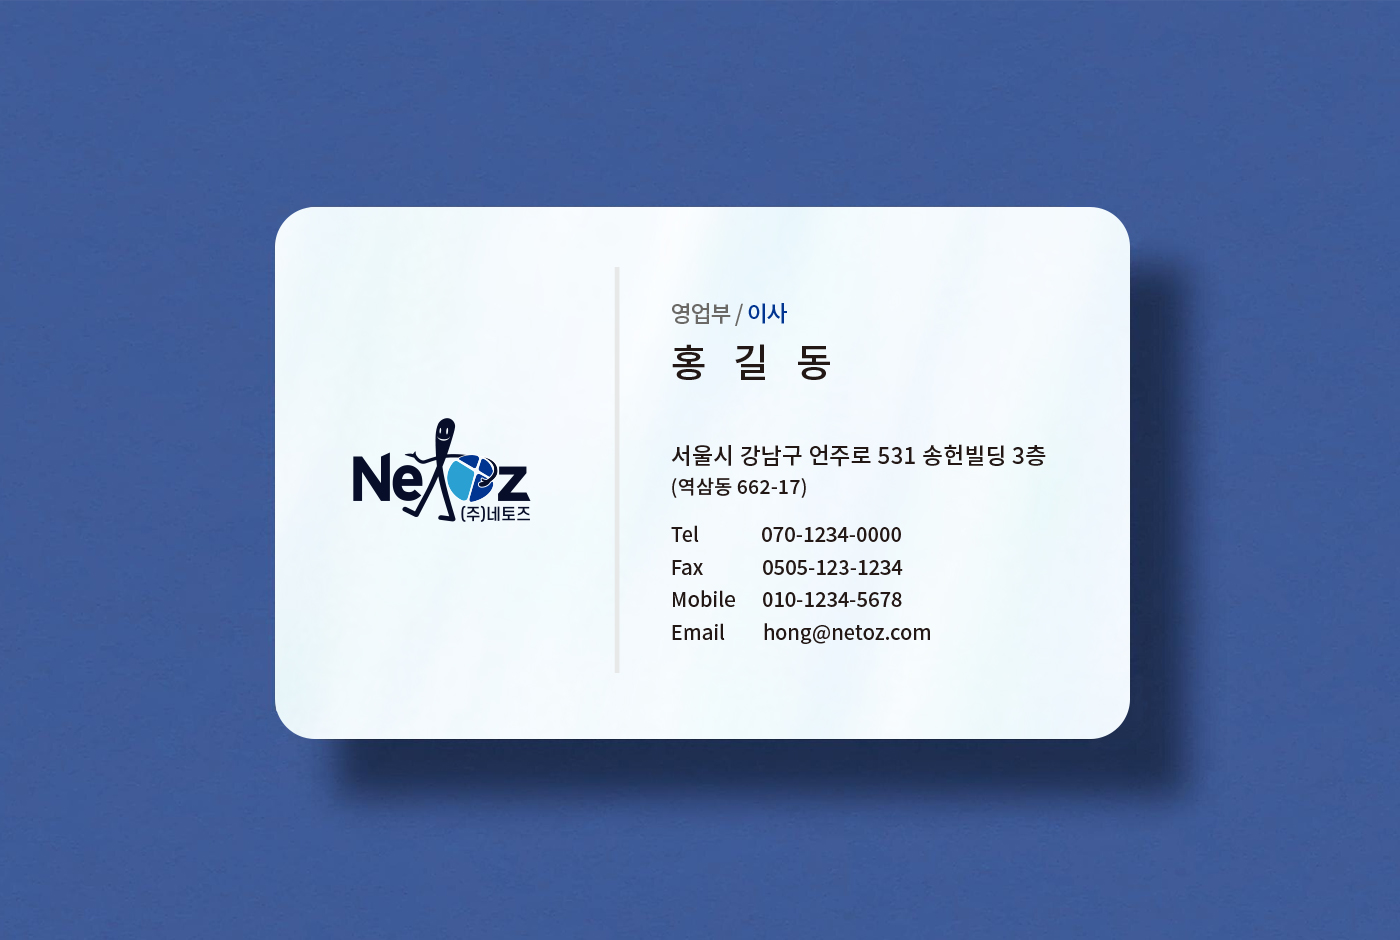 Netoz
(주)네토즈
영업부 / 이사
홍 길 동
서울시 강남구 언주로 531 송헌빌딩 3층
(역삼동 662-17)
Tel 070-1234-0000
Fax 0505-123-1234
Mobile 010-1234-5678
Email hong@netoz.com